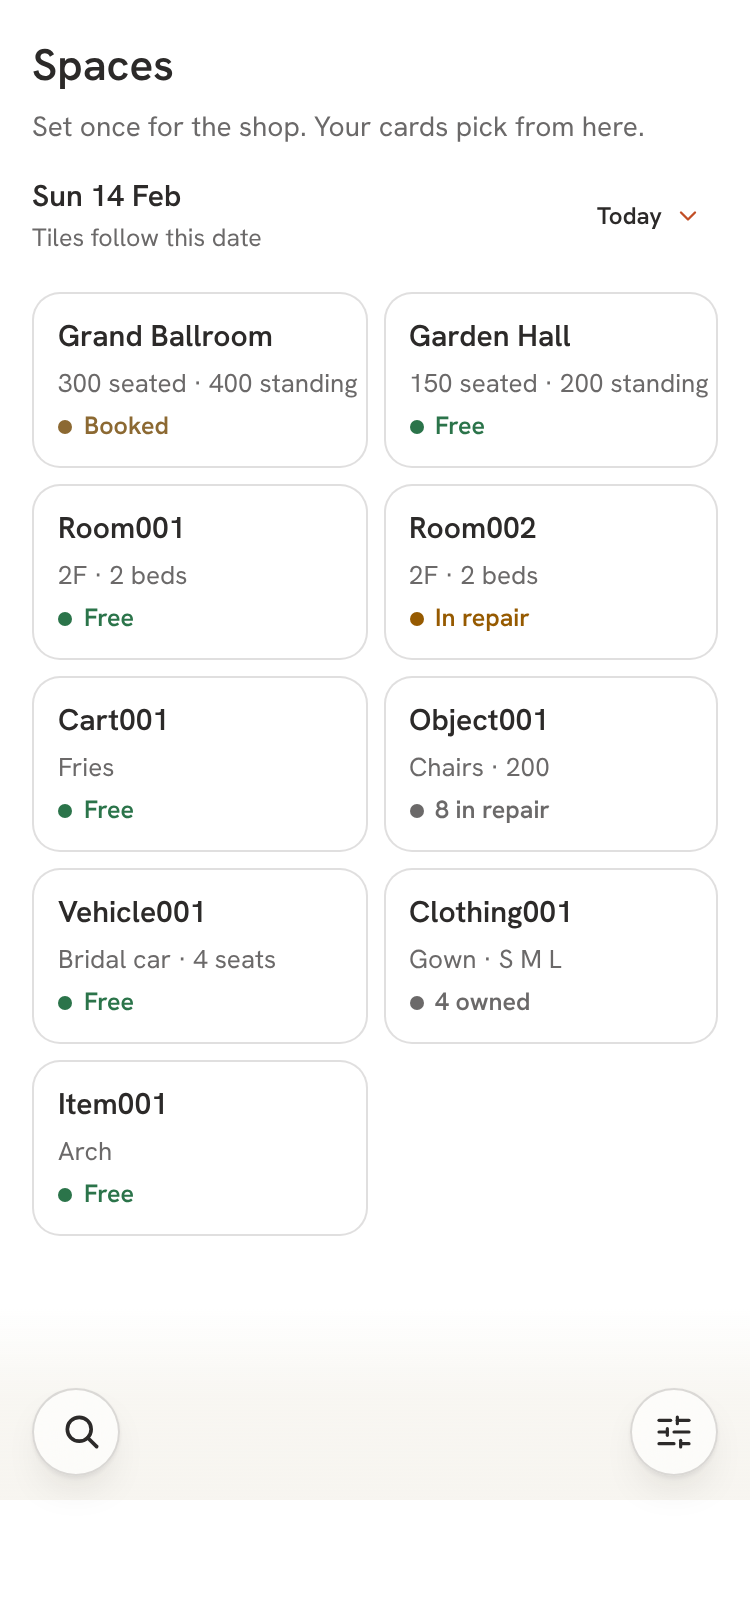 Spaces
Set once for the shop. Your cards pick from here.
Sun 14 Feb
Tiles follow this date
Today
Grand Ballroom
300 seated · 400 standing
Booked
Garden Hall
150 seated · 200 standing
Free
Room001
2F · 2 beds
Free
Room002
2F · 2 beds
In repair
Cart001
Fries
Free
Object001
Chairs · 200
8 in repair
Vehicle001
Bridal car · 4 seats
Free
Clothing001
Gown · S M L
4 owned
Item001
Arch
Free